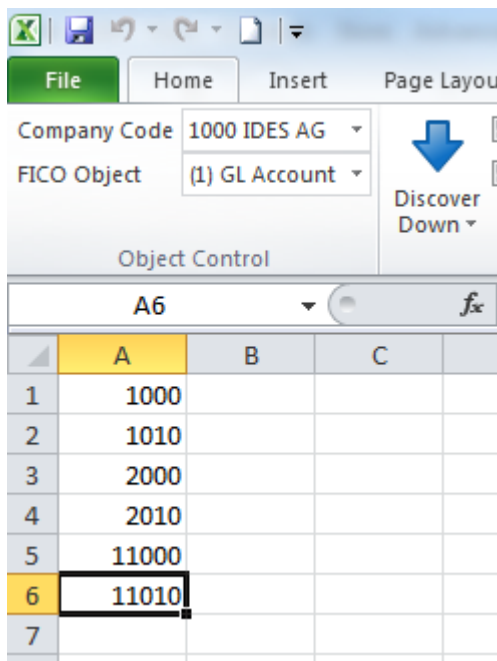 File Home Insert Page Layou
Company Code 1000 IDES AG
FICO Object (1) GL Account
Discover
Down
Object Control
A6 fx
A B C
1 1000
2 1010
3 2000
4 2010
5 11000
6 11010
7